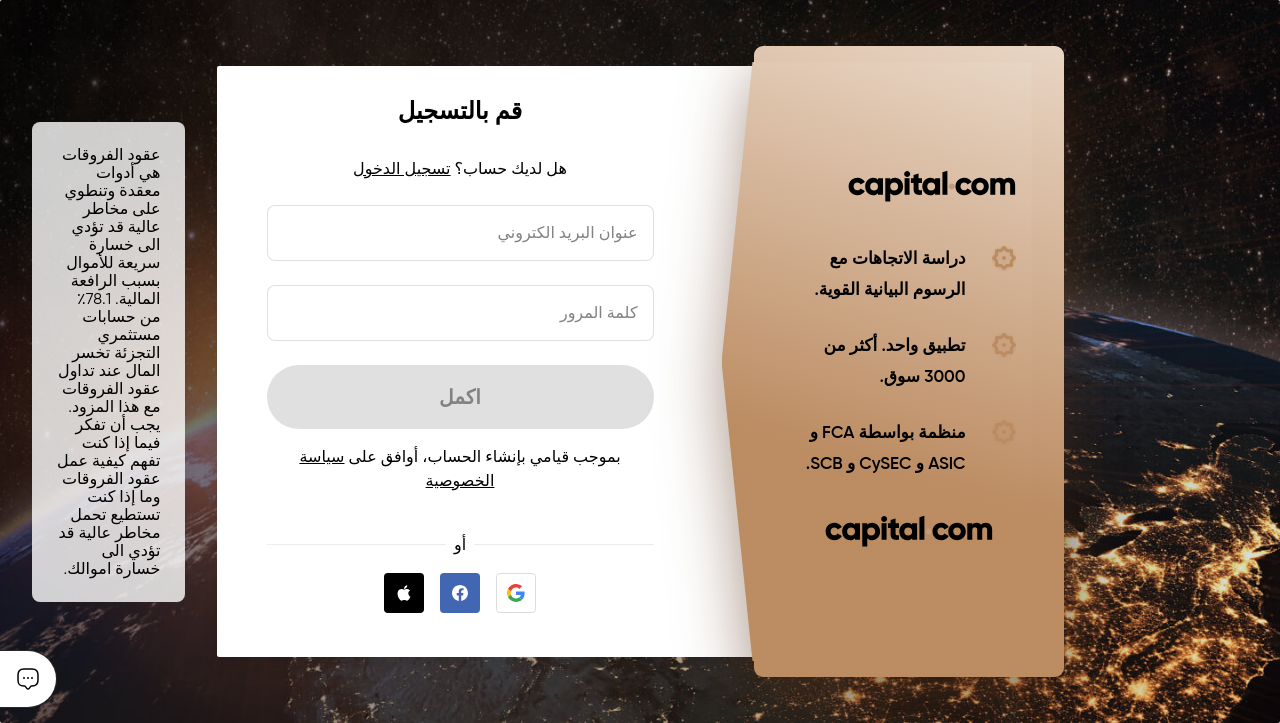 capital com
دراسة الاتجاهات مع
الرسوم البيانية القوية.
تطبيق واحد. أكثر من
3000 سوق.
منظمة بواسطة FCA و
ASIC و CySEC و SCB.
capital com
قم بالتسجيل
هل لديك حساب؟ تسجيل الدخول
عنوان البريد الكتروني
كلمة المرور
اكمل
بموجب قيامي بإنشاء الحساب، أوافق على سياسة
الخصوصية
أو
عقود الفروقات
هي أدوات
معقدة وتنطوي
على مخاطر
عالية قد تؤدي
الى خسارة
سريعة للأموال
بسبب الرافعة
المالية. 78.1٪
من حسابات
مستثمري
التجزئة تخسر
المال عند تداول
عقود الفروقات
مع هذا المزود.
يجب أن تفكر
فيما إذا كنت
تفهم كيفية عمل
عقود الفروقات
وما إذا كنت
تستطيع تحمل
مخاطر عالية قد
تؤدي الى
خسارة اموالك.